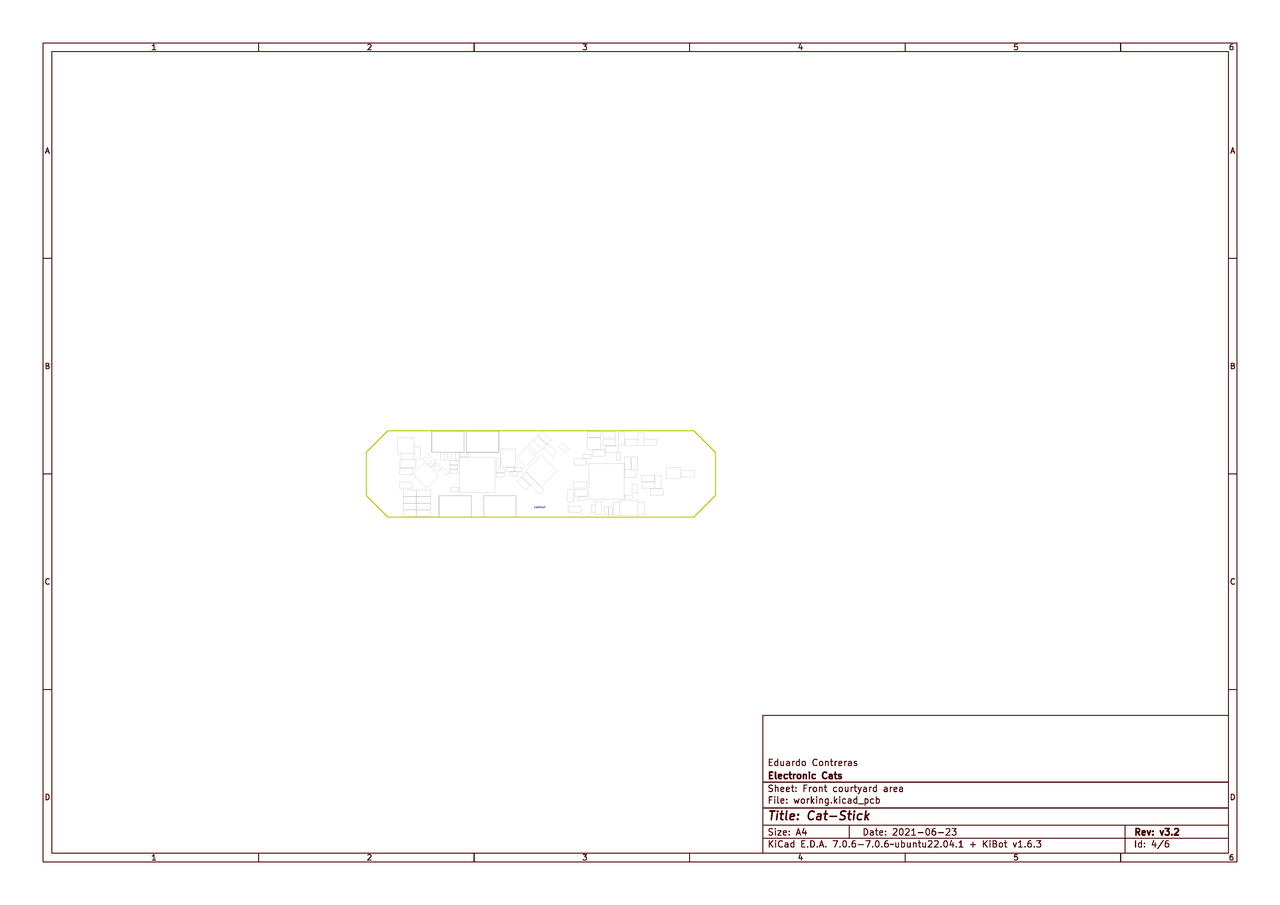 1 2 3 4 5 6
A A
B B
C C
D D
Eduardo Contreras
Electronic Cats
Sheet: Front courtyard area
File: working.kicad_pcb
Title: Cat-Stick
Size: A4 Date: 2021-06-23 Rev: v3.2
KiCad E.D.A. 7.0.6-7.0.6~ubuntu22.04.1 + KiBot v1.6.3 Id: 4/6
1 2 3 4 5 6